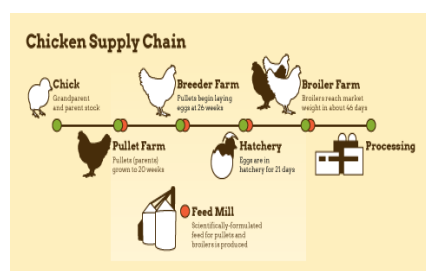 Chicken Supply Chain
Chick
Grandparent
and parent stock
Breeder Farm
Pullets begin laying
eggs at 26 weeks
Broiler Farm
Broilers reach market
weight in about 46 days
Pullet Farm
Pullets (parents)
grown to 20 weeks
Hatchery
Eggs are in
hatchery for 21 days
Processing
Feed Mill
Scientifically-formulated
feed for pullets and
broilers is produced